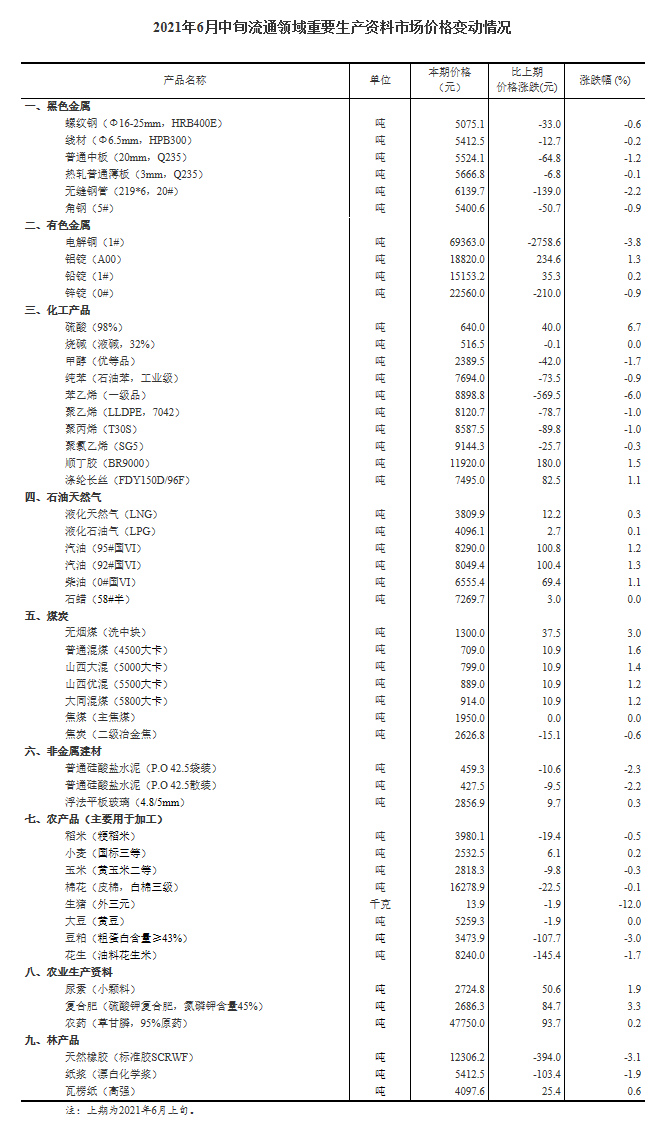 2021年6月中旬流通领域重要生产资料市场价格变动情况
产品名称 单位 本期价格（元） 比上期价格涨跌(元) 涨跌幅 (%)
一、黑色金属
螺纹钢（Φ16-25mm，HRB400E） 吨 5075.1 -33.0 -0.6
线材（Φ6.5mm，HPB300） 吨 5412.5 -12.7 -0.2
普通中板（20mm，Q235） 吨 5524.1 -64.8 -1.2
热轧普通薄板（3mm，Q235） 吨 5666.8 -6.8 -0.1
无缝钢管（219*6，20#） 吨 6139.7 -139.0 -2.2
角钢（5#） 吨 5400.6 -50.7 -0.9
二、有色金属
电解铜（1#） 吨 69363.0 -2758.6 -3.8
铝锭（A00） 吨 18820.0 234.6 1.3
铅锭（1#） 吨 15153.2 35.3 0.2
锌锭（0#） 吨 22560.0 -210.0 -0.9
三、化工产品
硫酸（98%） 吨 640.0 40.0 6.7
烧碱（液碱，32%） 吨 516.5 -0.1 0.0
甲醇（优等品） 吨 2389.5 -42.0 -1.7
纯苯（石油苯，工业级） 吨 7694.0 -73.5 -0.9
苯乙烯（一级品） 吨 8898.8 -569.5 -6.0
聚乙烯（LLDPE，7042） 吨 8120.7 -78.7 -1.0
聚丙烯（T30S） 吨 8587.5 -89.8 -1.0
聚氯乙烯（SG5） 吨 9144.3 -25.7 -0.3
顺丁胶（BR9000） 吨 11920.0 180.0 1.5
涤纶长丝（FDY150D/96F） 吨 7495.0 82.5 1.1
四、石油天然气
液化天然气（LNG） 吨 3809.9 12.2 0.3
液化石油气（LPG） 吨 4096.1 2.7 0.1
汽油（95#国VI） 吨 8290.0 100.8 1.2
汽油（92#国VI） 吨 8049.4 100.4 1.3
柴油（0#国VI） 吨 6555.4 69.4 1.1
石蜡（58#半） 吨 7269.7 3.0 0.0
五、煤炭
无烟煤（洗中块） 吨 1300.0 37.5 3.0
普通混煤（4500大卡） 吨 709.0 10.9 1.6
山西大混（5000大卡） 吨 799.0 10.9 1.4
山西优混（5500大卡） 吨 889.0 10.9 1.2
大同混煤（5800大卡） 吨 914.0 10.9 1.2
焦煤（主焦煤） 吨 1950.0 0.0 0.0
焦炭（二级冶金焦） 吨 2626.8 -15.1 -0.6
六、非金属建材
普通硅酸盐水泥（P.O 42.5袋装） 吨 459.3 -10.6 -2.3
普通硅酸盐水泥（P.O 42.5散装） 吨 427.5 -9.5 -2.2
浮法平板玻璃（4.8/5mm） 吨 2856.9 9.7 0.3
七、农产品（主要用于加工）
稻米（粳稻米） 吨 3980.1 -19.4 -0.5
小麦（国标三等） 吨 2532.5 6.1 0.2
玉米（黄玉米二等） 吨 2818.3 -9.8 -0.3
棉花（皮棉，白棉三级） 吨 16278.9 -22.5 -0.1
生猪（外三元） 千克 13.9 -1.9 -12.0
大豆（黄豆） 吨 5259.3 -1.9 0.0
豆粕（粗蛋白含量≥43%） 吨 3473.9 -107.7 -3.0
花生（油料花生米） 吨 8240.0 -145.4 -1.7
八、农业生产资料
尿素（小颗料） 吨 2724.8 50.6 1.9
复合肥（硫酸钾复合肥，氮磷钾含量45%） 吨 2686.3 84.7 3.3
农药（草甘膦，95%原药） 吨 47750.0 93.7 0.2
九、林产品
天然橡胶（标准胶SCRWF） 吨 12306.2 -394.0 -3.1
纸浆（漂白化学浆） 吨 5412.5 -103.4 -1.9
瓦楞纸（高强） 吨 4097.6 25.4 0.6
注：上期为2021年6月上旬。